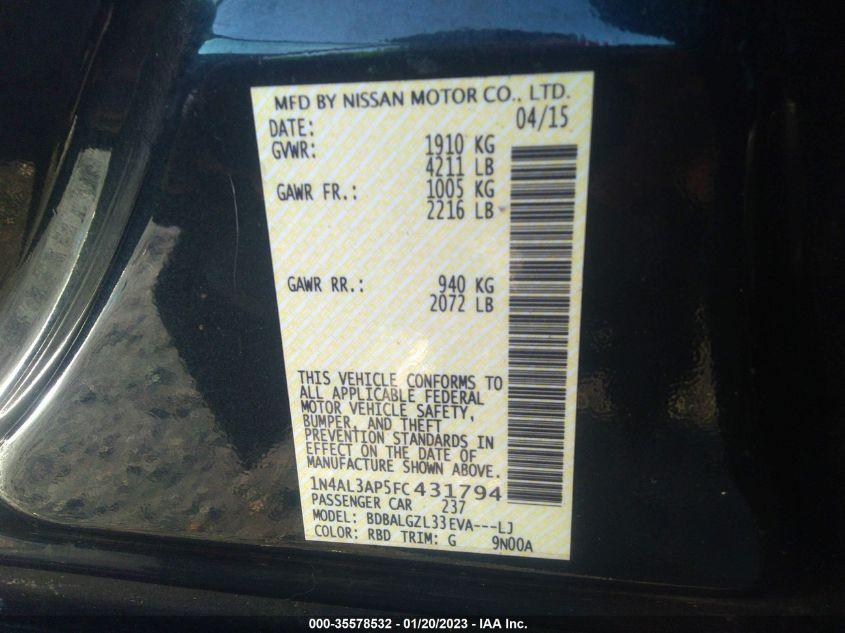 MFD BY NISSAN MOTOR CO., LTD.
DATE: 04/15
GVWR: 1910 KG
4211 LB
GAWR FR.: 1005 KG
2216 LB
GAWR RR.: 940 KG
2072 LB
THIS VEHICLE CONFORMS TO
ALL APPLICABLE FEDERAL
MOTOR VEHICLE SAFETY,
BUMPER, AND THEFT
PREVENTION STANDARDS IN
EFFECT ON THE DATE OF
MANUFACTURE SHOWN ABOVE.
1N4AL3AP5FC431794
PASSENGER CAR 237
MODEL: BDBALGZL33EVA---LJ
COLOR: RBD TRIM: G 9N00A
000-35578532 — 01/20/2023 — IAA Inc.